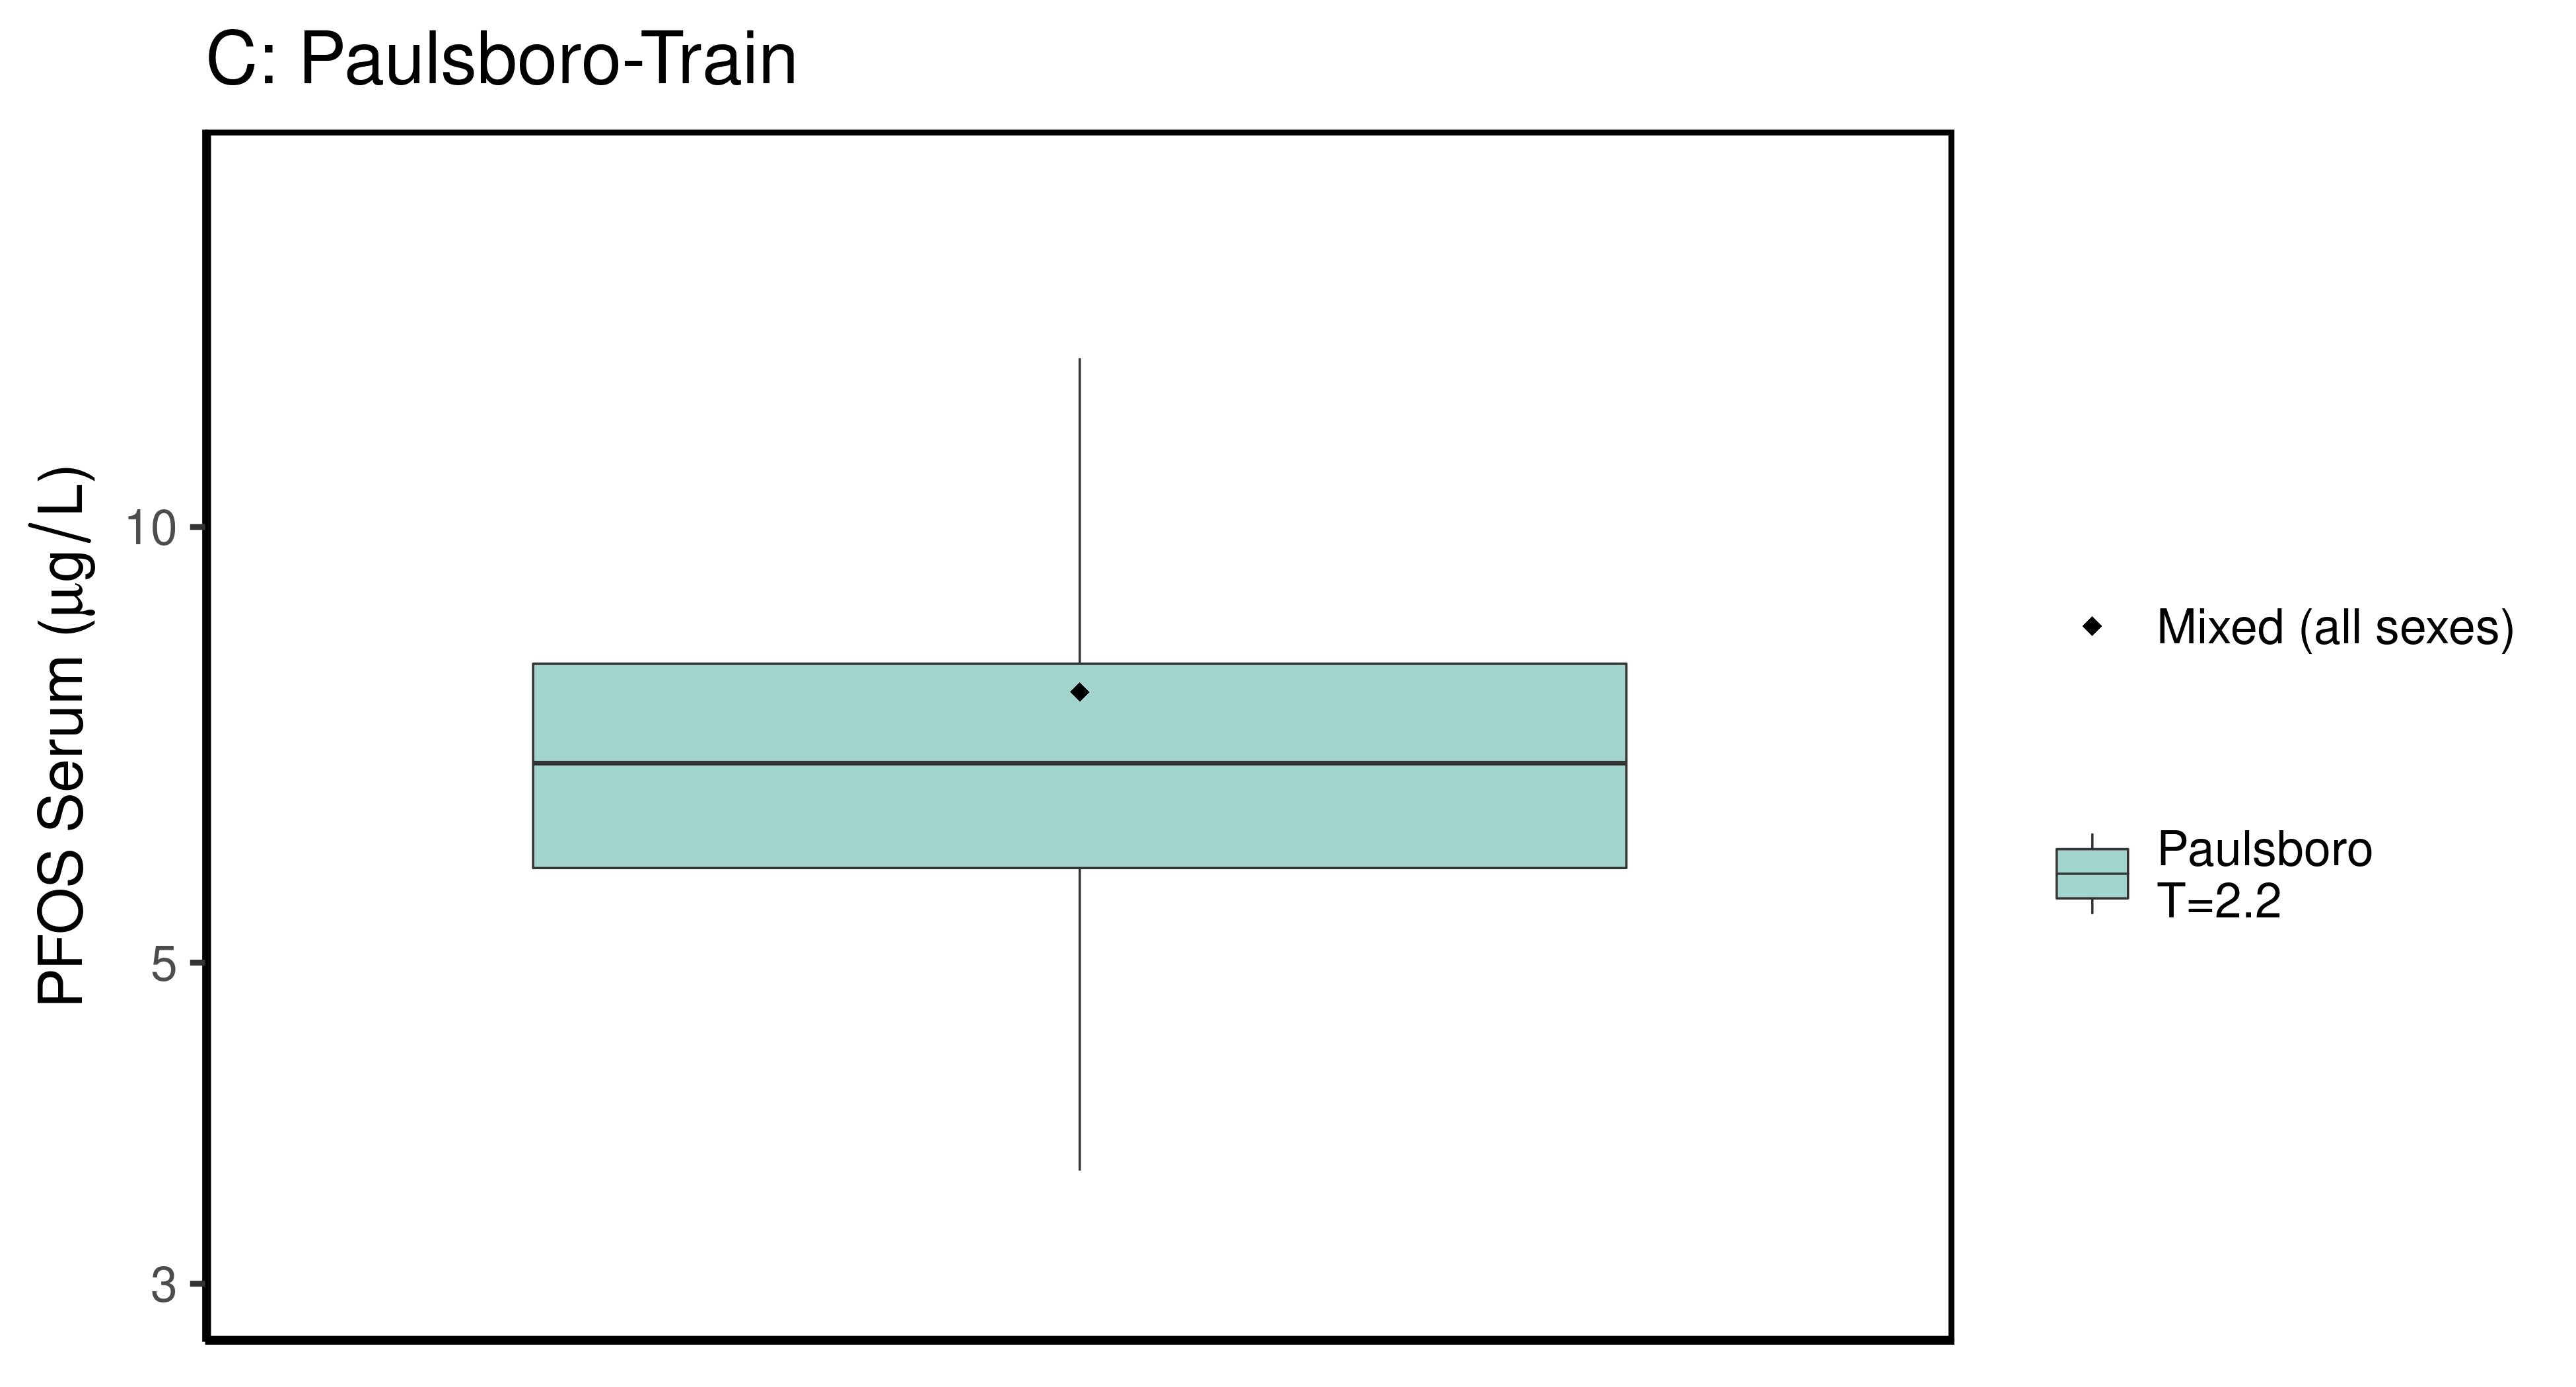 C: Paulsboro-Train
PFOS Serum (μg/L)
10
5
3
Mixed (all sexes)
Paulsboro
T=2.2